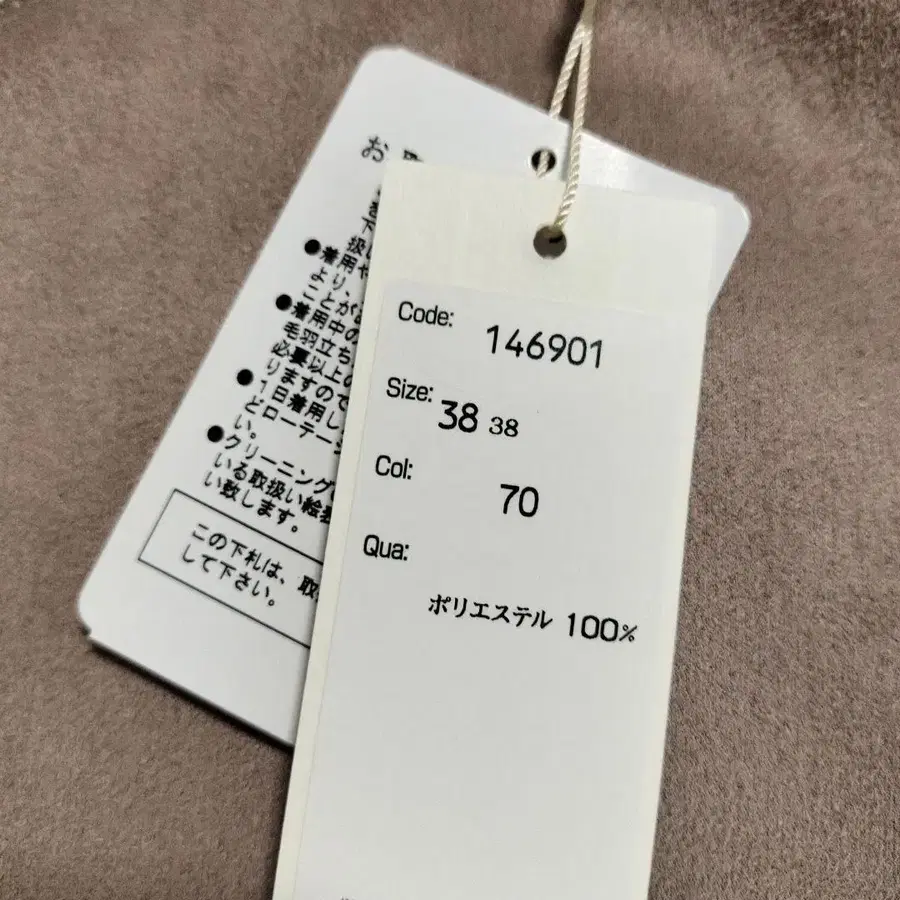 お
下
扱
●着用や
より、
ことが
●着用中の
毛羽立ち
必要以上の
りますので
●1日着用し
どローテーシ
い。
●クリーニング
いる取扱い絵表
い致します。
この下札は、取
して下さい。
Code: 146901
Size: 38 38
Col: 70
Qua:
ポリエステル 100%